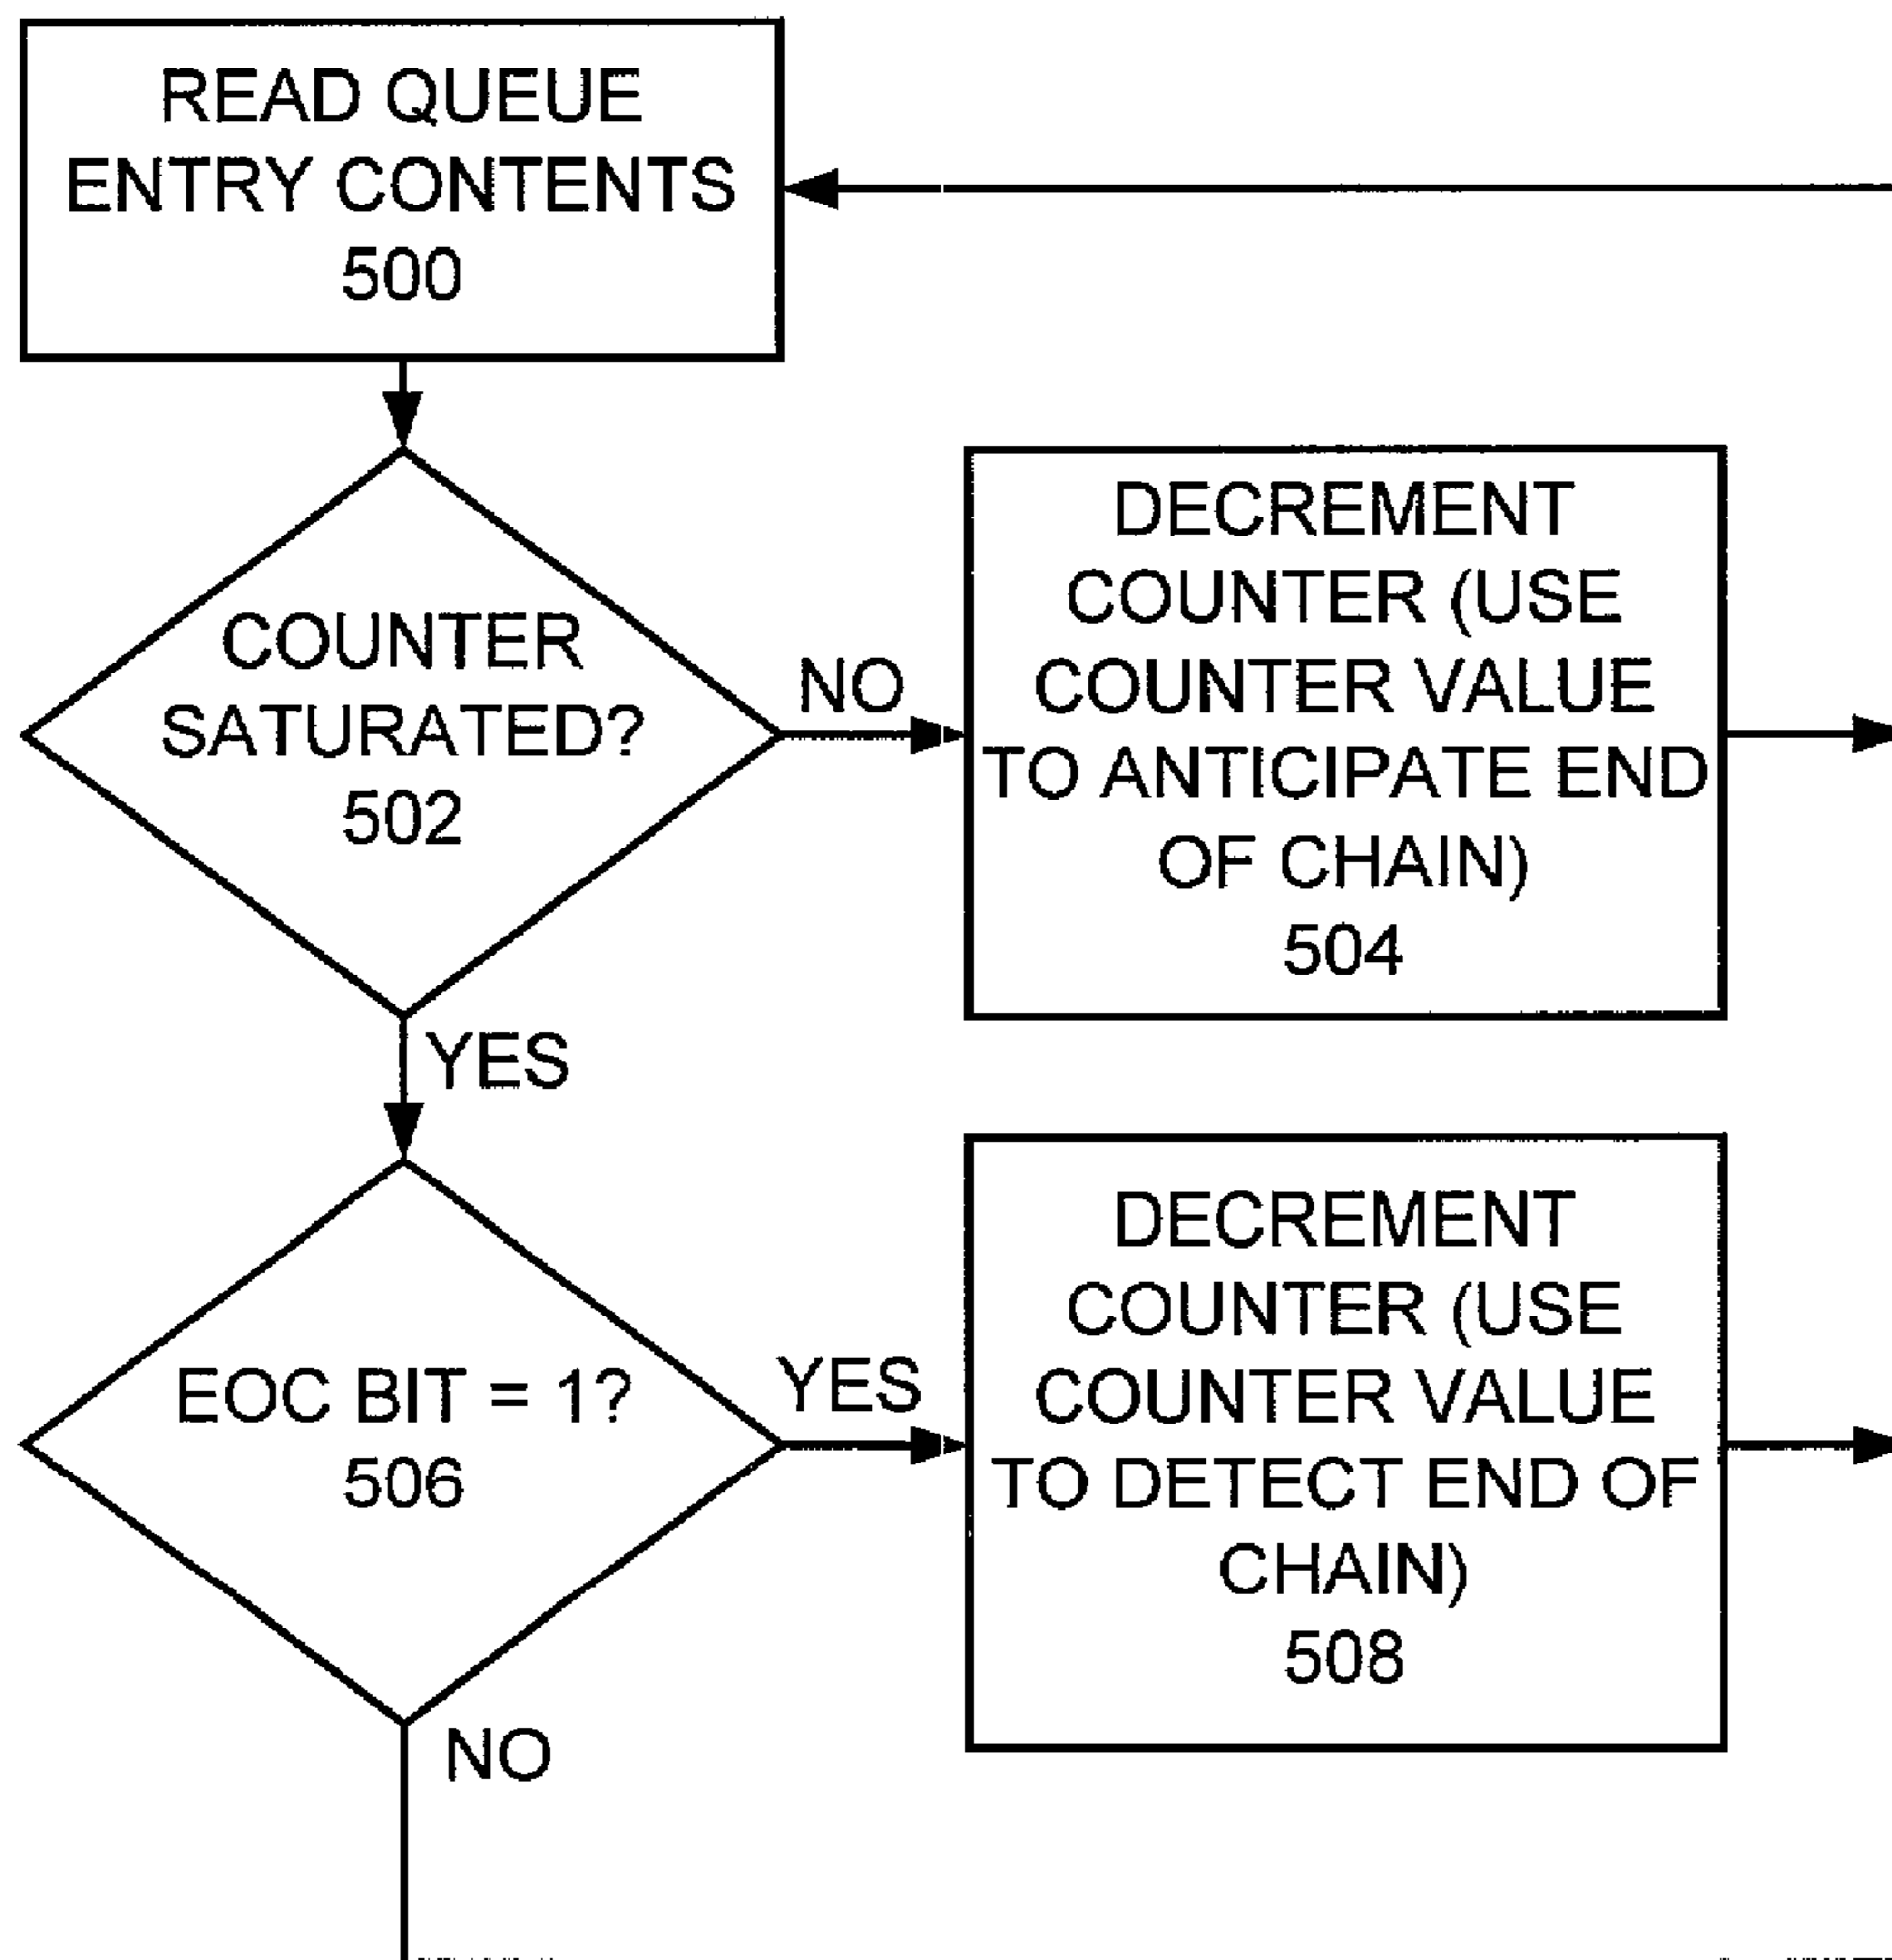 READ QUEUE
ENTRY CONTENTS
500
COUNTER
SATURATED?
502
NO
DECREMENT
COUNTER (USE
COUNTER VALUE
TO ANTICIPATE END
OF CHAIN)
504
YES
EOC BIT = 1?
506
YES
DECREMENT
COUNTER (USE
COUNTER VALUE
TO DETECT END OF
CHAIN)
508
NO